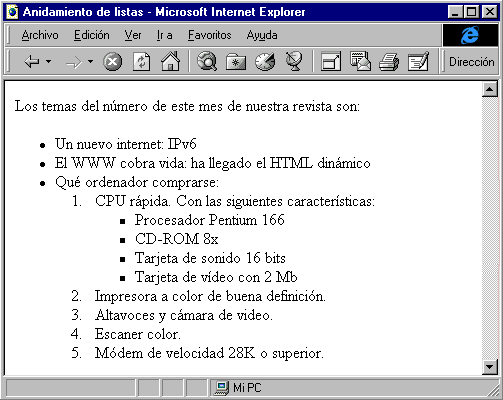 Anidamiento de listas - Microsoft Internet Explorer
Archivo Edición Ver Ir a Favoritos Ayuda
Dirección
Los temas del número de este mes de nuestra revista son:
• Un nuevo internet: IPv6
• El WWW cobra vida: ha llegado el HTML dinámico
• Qué ordenador comprarse:
1. CPU rápida. Con las siguientes características:
▪ Procesador Pentium 166
▪ CD-ROM 8x
▪ Tarjeta de sonido 16 bits
▪ Tarjeta de vídeo con 2 Mb
2. Impresora a color de buena definición.
3. Altavoces y cámara de video.
4. Escaner color.
5. Módem de velocidad 28K o superior.
Mi PC